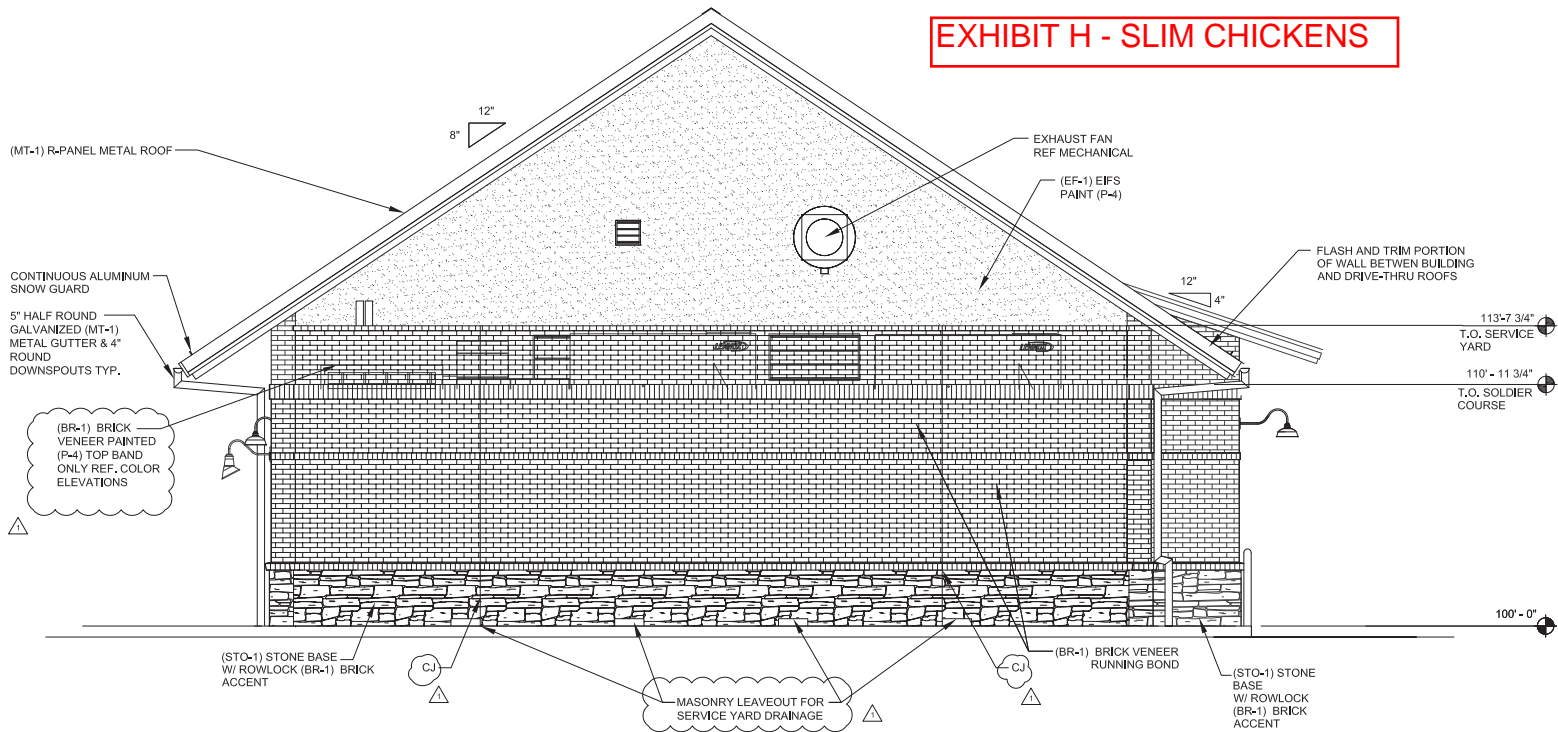 EXHIBIT H - SLIM CHICKENS
12"
8"
(MT-1) R-PANEL METAL ROOF
EXHAUST FAN
REF MECHANICAL
(EF-1) EIFS
PAINT (P-4)
FLASH AND TRIM PORTION
OF WALL BETWEN BUILDING
AND DRIVE-THRU ROOFS
CONTINUOUS ALUMINUM
SNOW GUARD
12"
4"
5" HALF ROUND
GALVANIZED (MT-1)
METAL GUTTER & 4"
ROUND
DOWNSPOUTS TYP.
113'-7 3/4"
T.O. SERVICE
YARD
LENNOX
LENNOX
110' - 11 3/4"
T.O. SOLDIER
COURSE
(BR-1) BRICK
VENEER PAINTED
(P-4) TOP BAND
ONLY REF. COLOR
ELEVATIONS
1
100' - 0"
(STO-1) STONE BASE
W/ ROWLOCK (BR-1) BRICK
ACCENT
CJ
1
MASONRY LEAVEOUT FOR
SERVICE YARD DRAINAGE
1
CJ
1
(BR-1) BRICK VENEER
RUNNING BOND
(STO-1) STONE
BASE
W/ ROWLOCK
(BR-1) BRICK
ACCENT